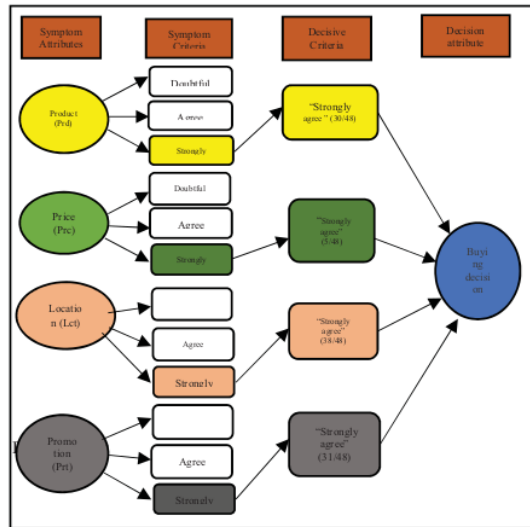 Symptom
Attributes
Symptom
Criteria
Decisive
Criteria
Decision
attribute
Product
(Prd)
Doubtful
Agree
Strongly
"Strongly
agree" (30/48)
Price
(Prc)
Doubtful
Agree
Strongly
"Strongly
agree"
(5/48)
Buyi
ng
decisi
on
Locatio
n (Lct)
Agree
Strongly
"Strongly
agree"
(38/48)
Promo
tion
(Prt)
Agree
Strongly
"Strongly
agree"
(31/48)